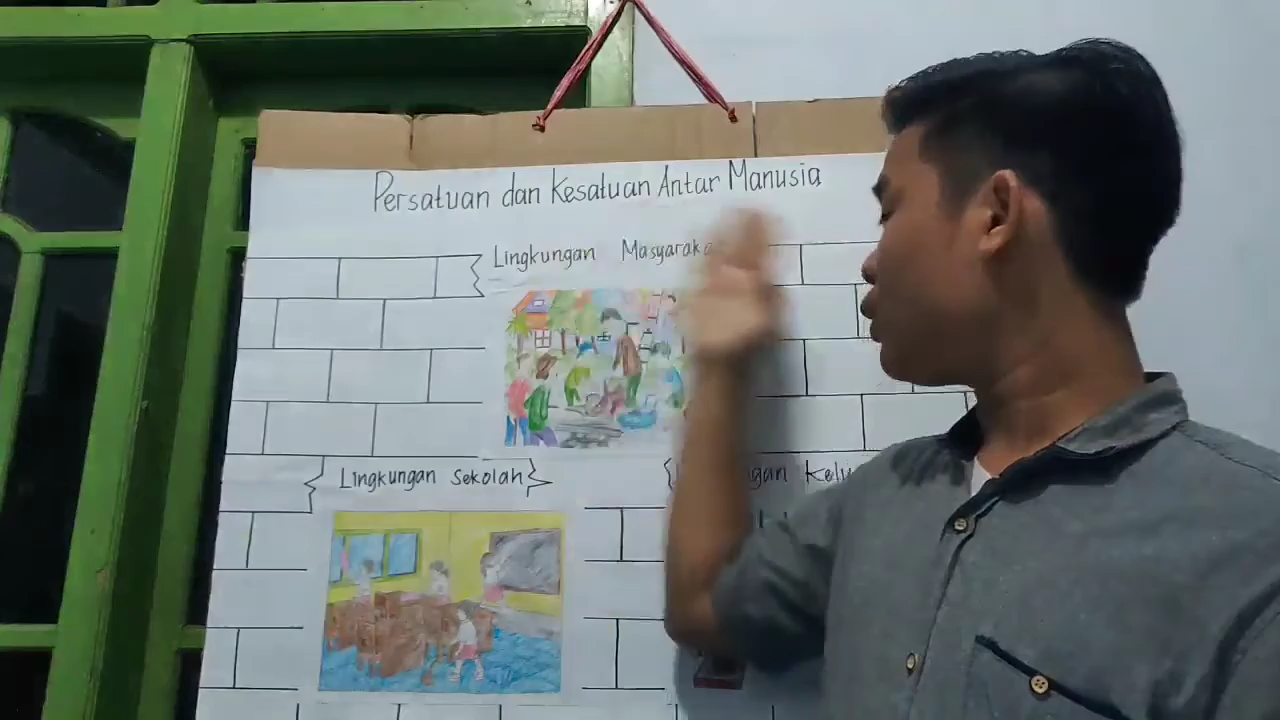 Persatuan dan Kesatuan Antar Manusia
Lingkungan
Lingkungan Sekolah